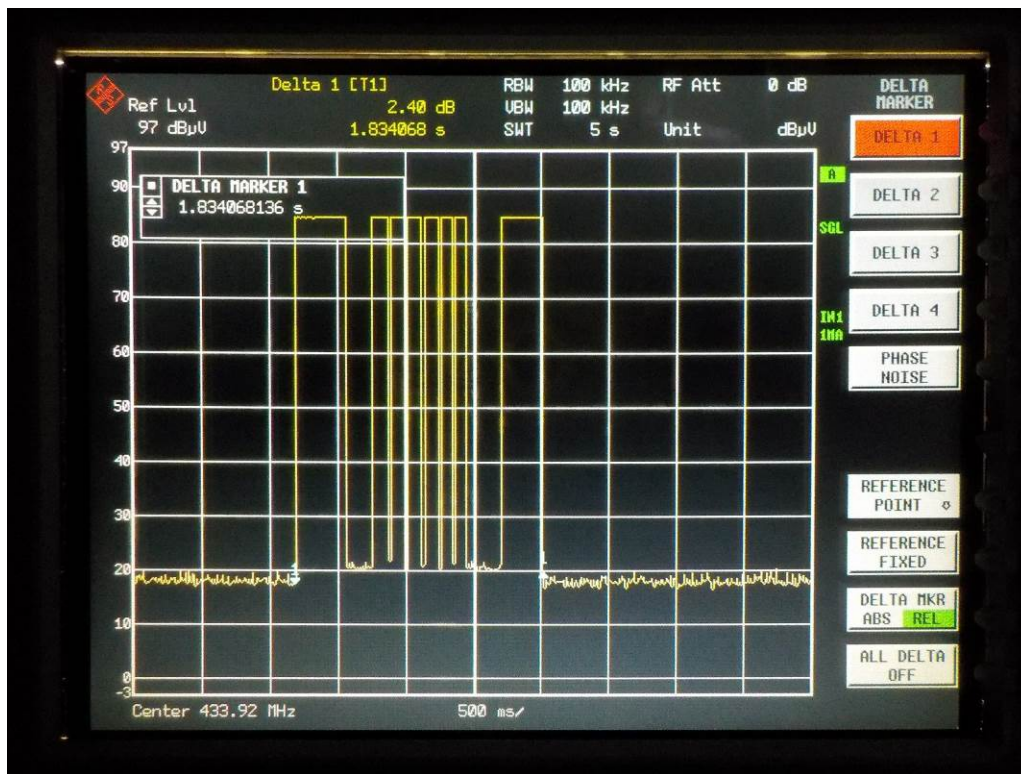 Delta 1 [T1] RBW 100 kHz RF Att 0 dB
Ref Lvl 2.40 dB VBW 100 kHz
97 dBµV 1.834068 s SWT 5 s Unit dBµV
97
90
80
70
60
50
40
30
20
10
0
-3
DELTA MARKER 1
1.834068136 s
1
1
A
SGL
IN1
1MA
Center 433.92 MHz 500 ms/
DELTA
MARKER
DELTA 1
DELTA 2
DELTA 3
DELTA 4
PHASE
NOISE
REFERENCE
POINT
REFERENCE
FIXED
DELTA MKR
ABS REL
ALL DELTA
OFF